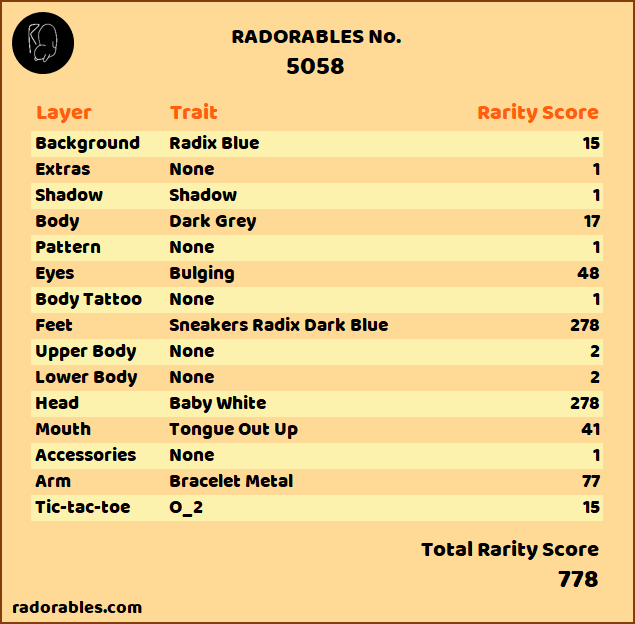 RADORABLES No.
5058
Layer Trait Rarity Score
Background Radix Blue 15
Extras None 1
Shadow Shadow 1
Body Dark Grey 17
Pattern None 1
Eyes Bulging 48
Body Tattoo None 1
Feet Sneakers Radix Dark Blue 278
Upper Body None 2
Lower Body None 2
Head Baby White 278
Mouth Tongue Out Up 41
Accessories None 1
Arm Bracelet Metal 77
Tic-tac-toe O_2 15
Total Rarity Score
778
radorables.com